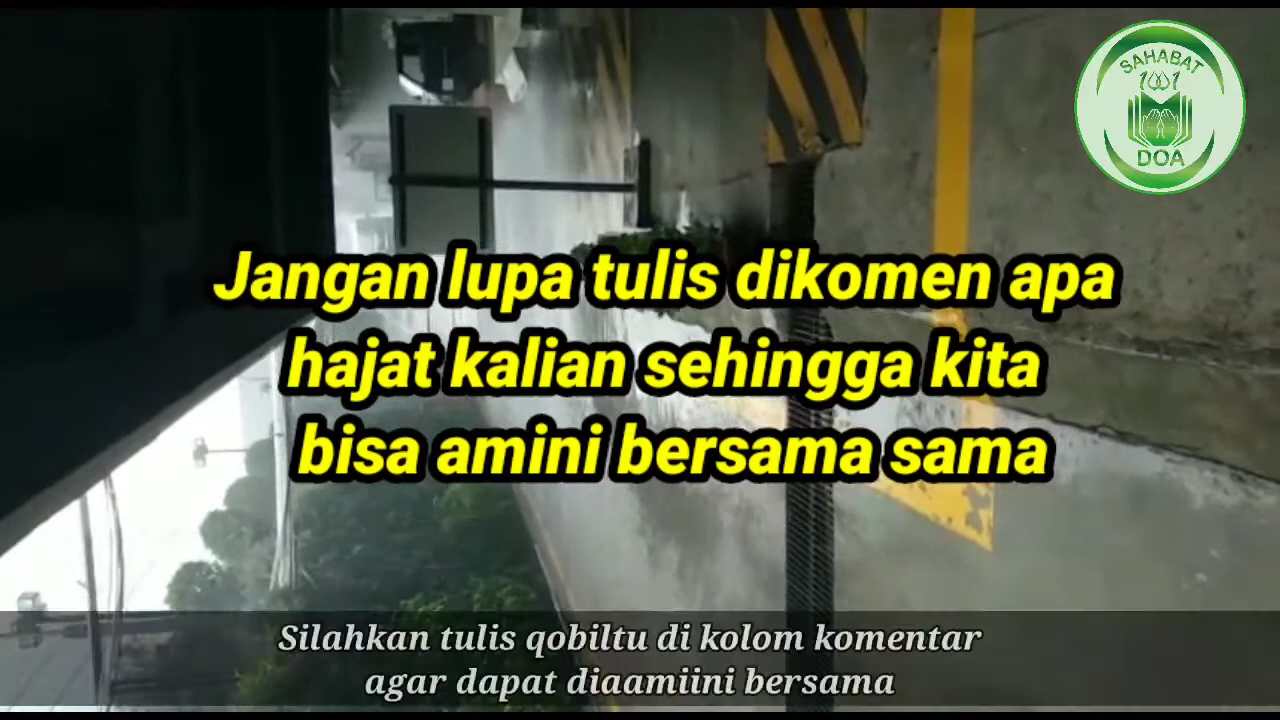 SAHABAT
1001
DOA
Jangan lupa tulis dikomen apa
hajat kalian sehingga kita
bisa amini bersama sama
Silahkan tulis qobiltu di kolom komentar
agar dapat diaamiini bersama